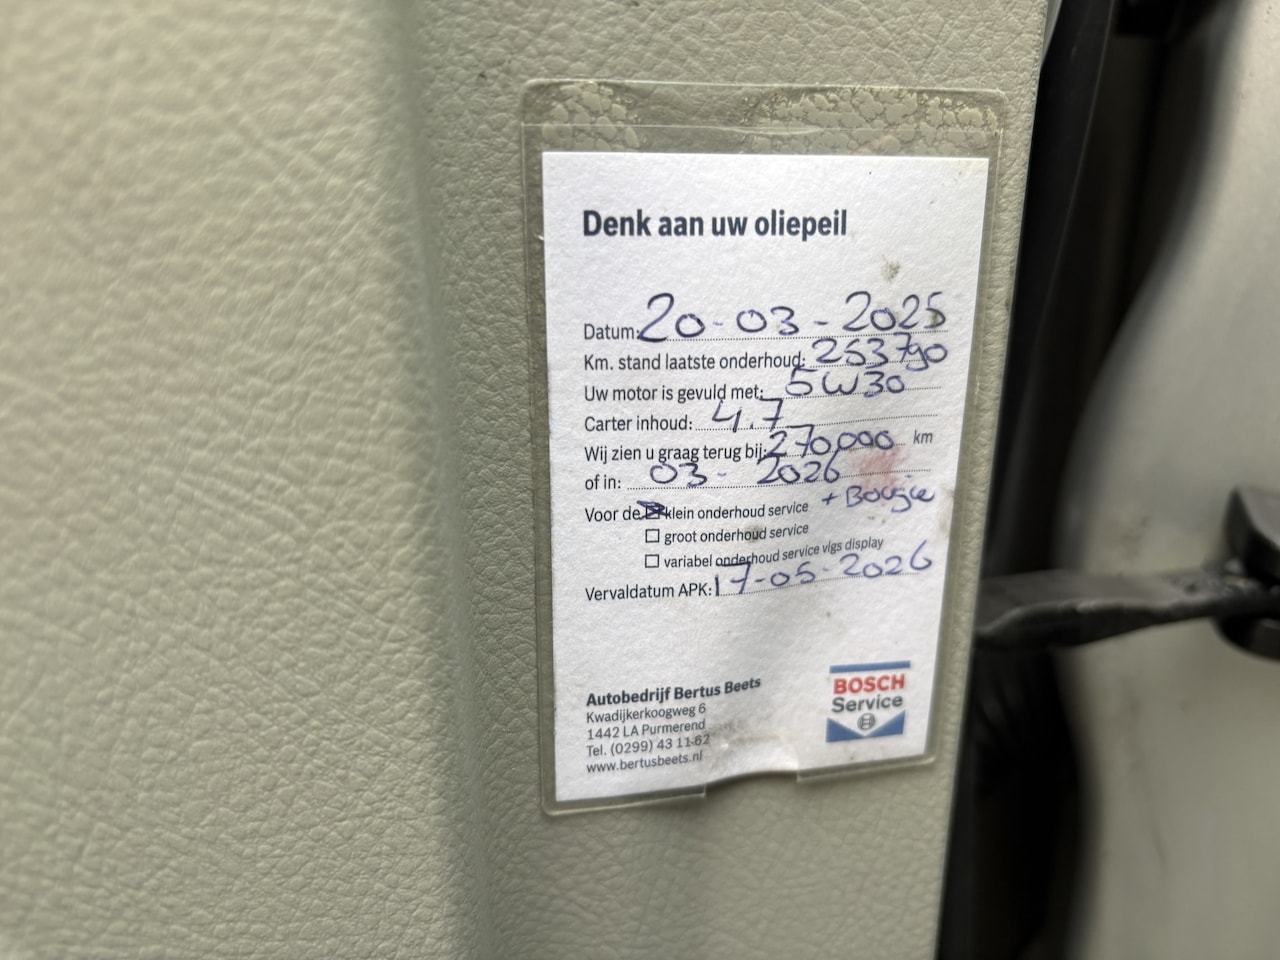 Denk aan uw oliepeil
Datum: 20-03-2025
Km. stand laatste onderhoud: 253790
Uw motor is gevuld met: 5W30
Carter inhoud: 4.7
Wij zien u graag terug bij: 270.000 km
of in: 03-2026
Voor de klein onderhoud service + Bougie
groot onderhoud service
variabel onderhoud service vlgs display
Vervaldatum APK: 17-05-2026
Autobedrijf Bertus Beets
Kwadijkerkoogweg 6
1442 LA Purmerend
Tel. (0299) 43 11 62
www.bertusbeets.nl
BOSCH
Service